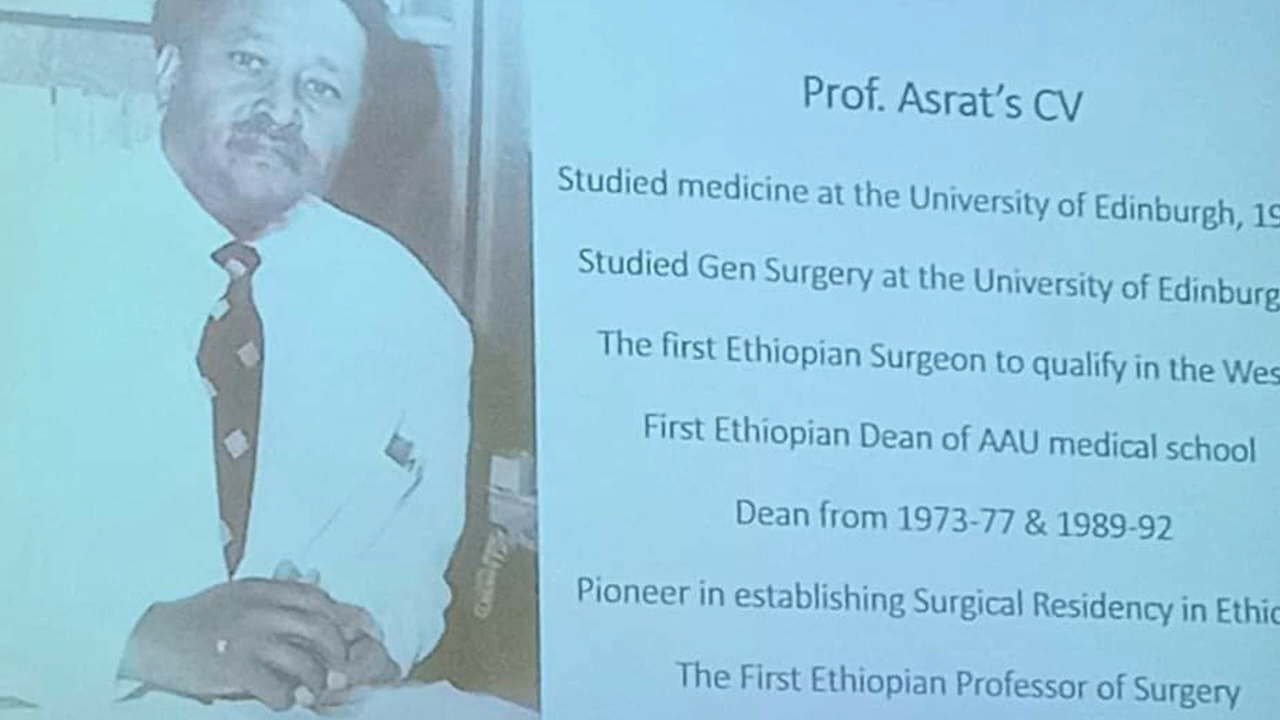 Prof. Asrat's CV
Studied medicine at the University of Edinburgh, 19
Studied Gen Surgery at the University of Edinburg
The first Ethiopian Surgeon to qualify in the Wes
First Ethiopian Dean of AAU medical school
Dean from 1973-77 & 1989-92
Pioneer in establishing Surgical Residency in Ethio
The First Ethiopian Professor of Surgery